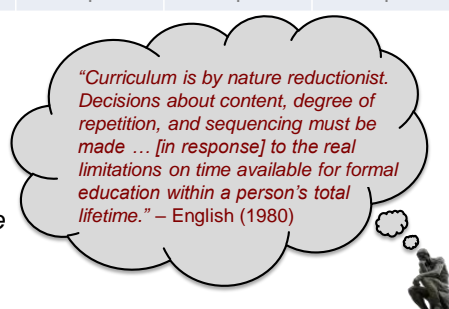 “Curriculum is by nature reductionist.
Decisions about content, degree of
repetition, and sequencing must be
made … [in response] to the real
limitations on time available for formal
education within a person’s total
lifetime.” – English (1980)